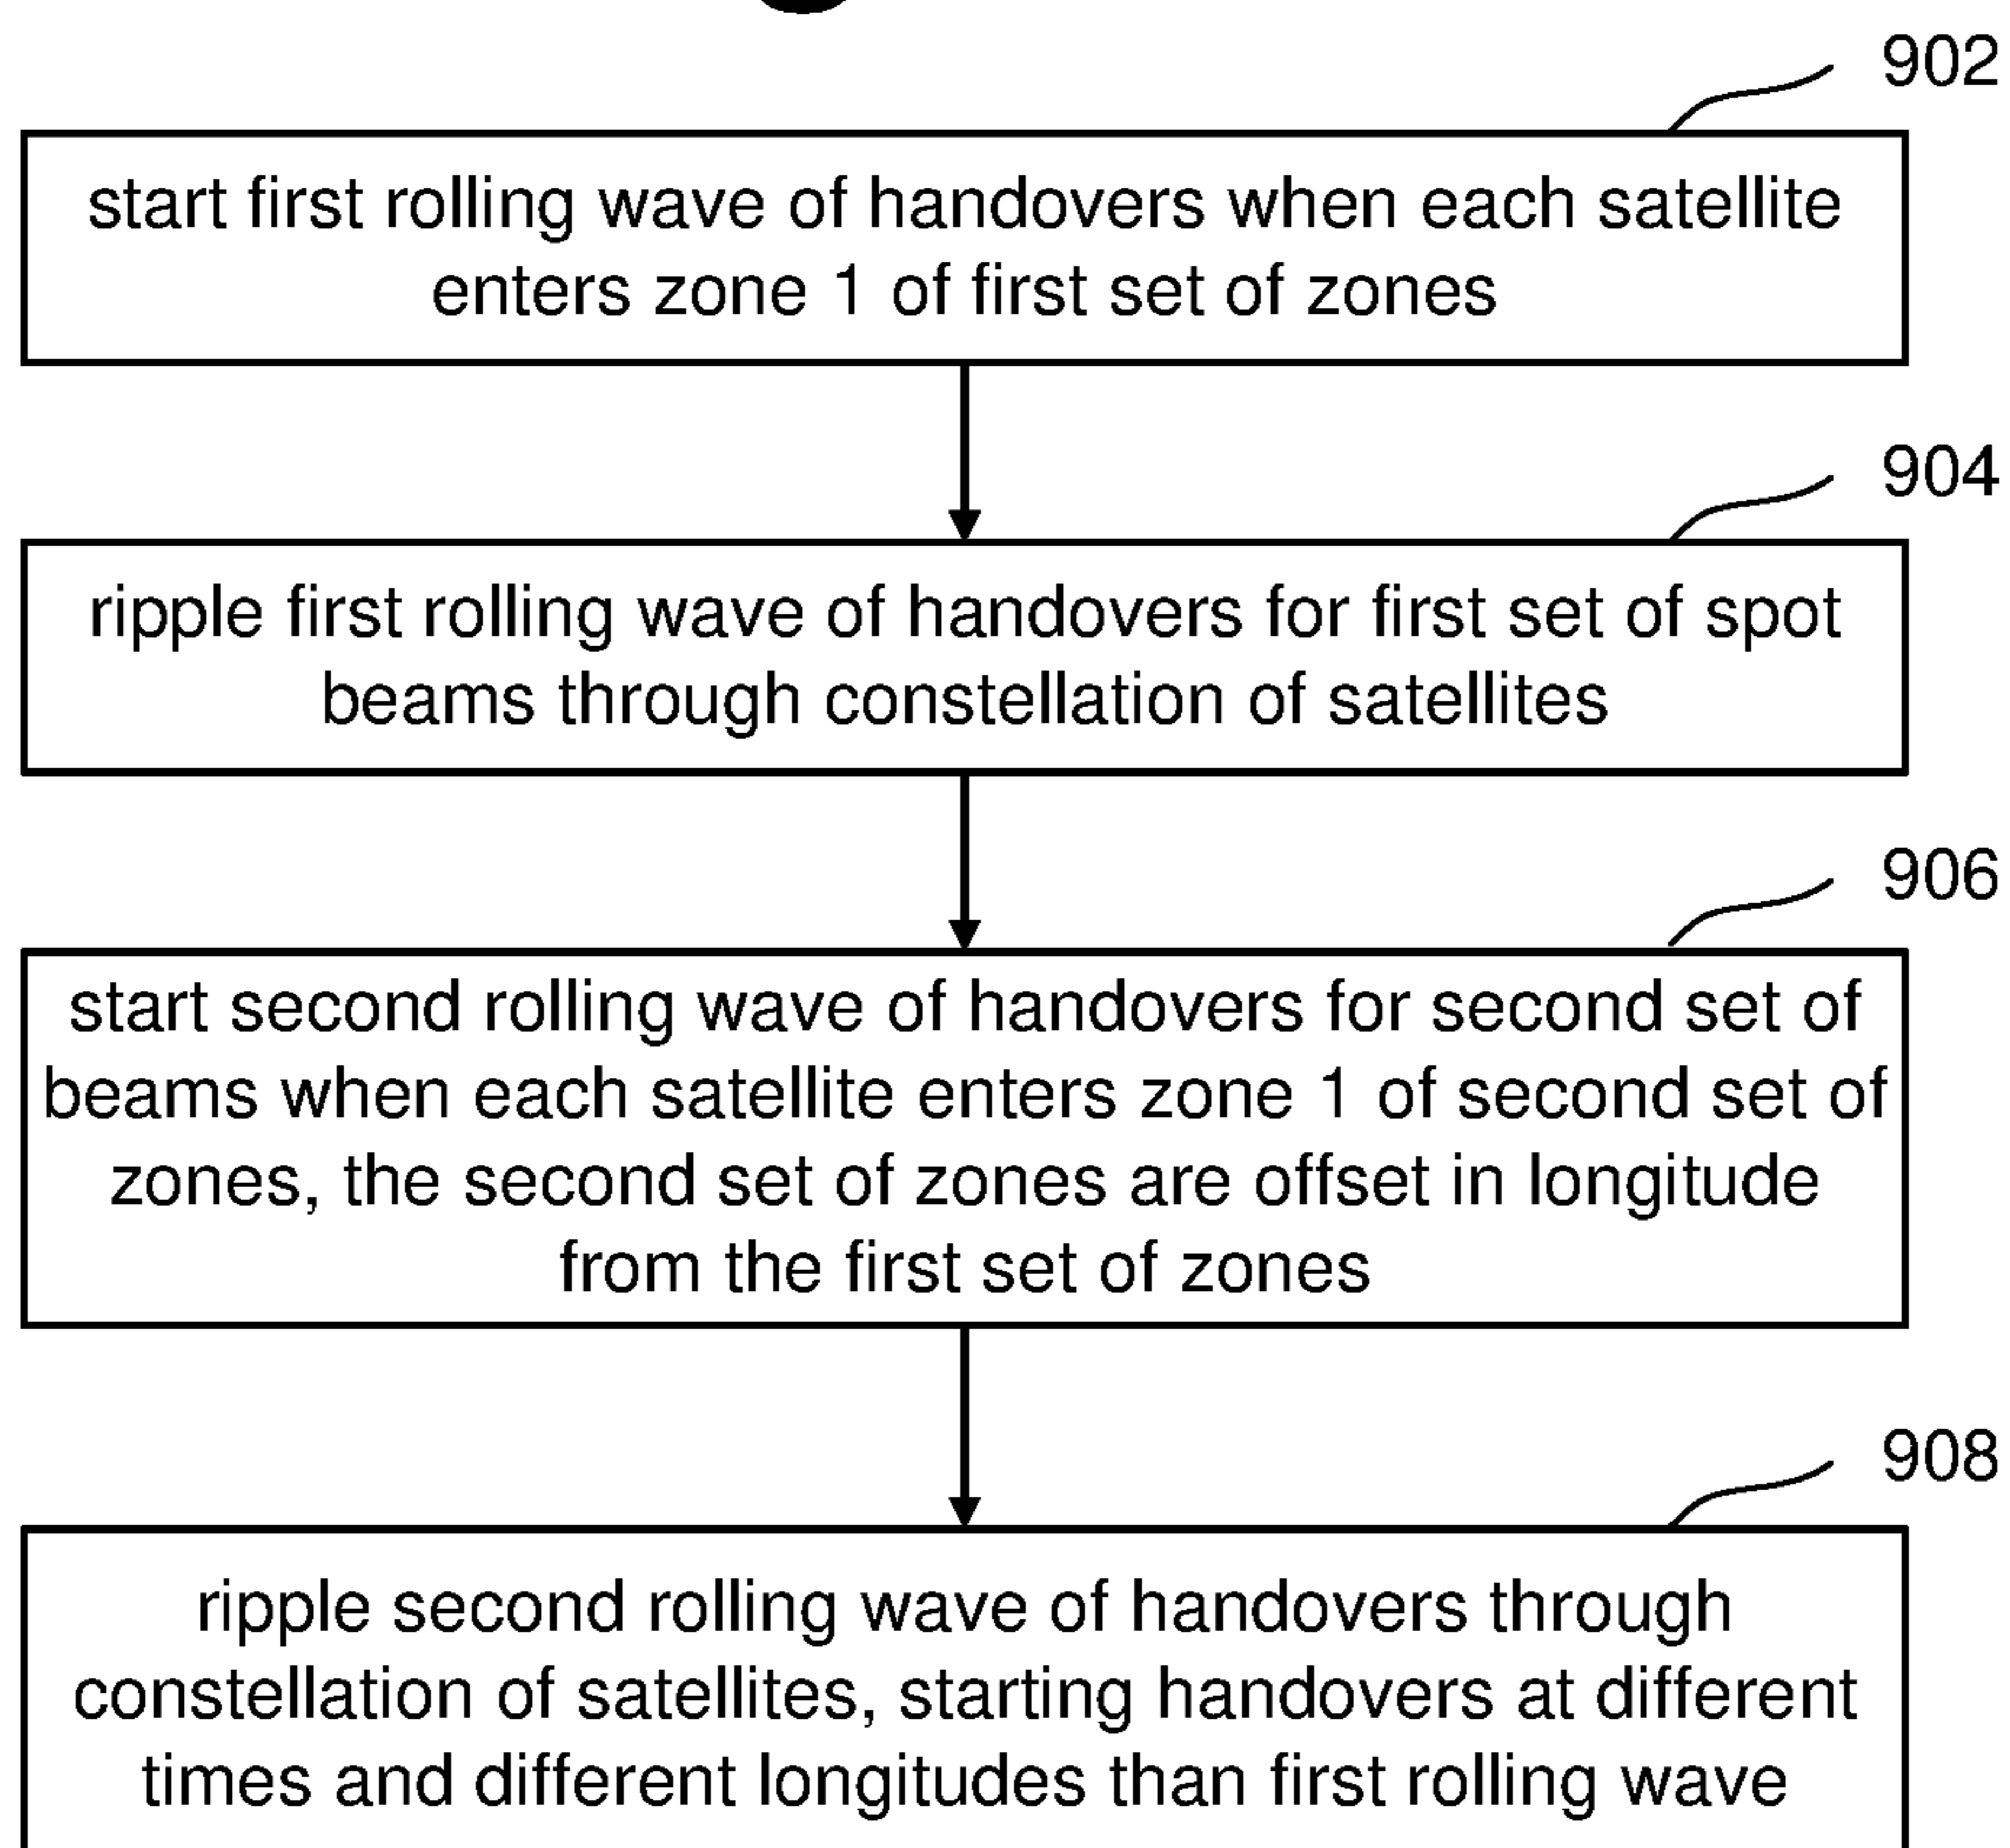 902
start first rolling wave of handovers when each satellite
enters zone 1 of first set of zones
904
ripple first rolling wave of handovers for first set of spot
beams through constellation of satellites
906
start second rolling wave of handovers for second set of
beams when each satellite enters zone 1 of second set of
zones, the second set of zones are offset in longitude
from the first set of zones
908
ripple second rolling wave of handovers through
constellation of satellites, starting handovers at different
times and different longitudes than first rolling wave